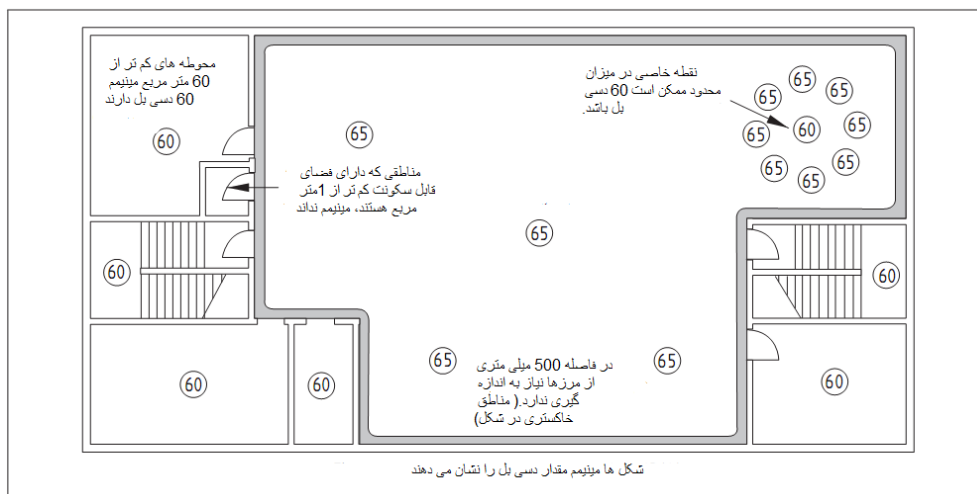 محوطه های کم تر از
60 متر مربع مینیمم
60 دسی بل دارند
60
65
نقطه خاصی در میزان
محدود ممکن است 60 دسی
بل باشد.
65
65
65
65
60
65
65
65
65
مناطقی که دارای فضای
قابل سکونت کم تر از 1متر
مربع هستند، مینیمم نداند
65
60
60
65
65
در فاصله 500 میلی متری
از مرزها نیاز به اندازه
گیری ندارد.( مناطق
خاکستری در شکل)
60
60
60
شکل ها مینیمم مقدار دسی بل را نشان می دهند